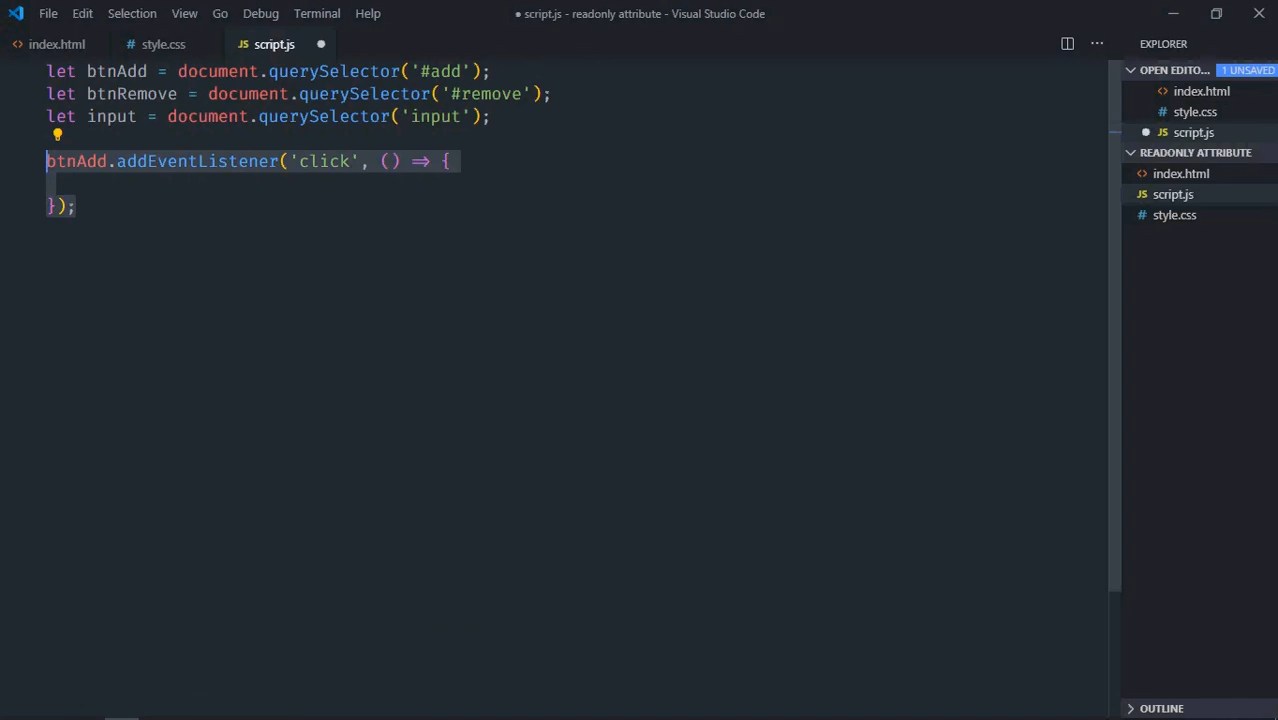 File Edit Selection View Go Debug Terminal Help
● script.js - readonly attribute - Visual Studio Code
index.html style.css JS script.js
EXPLORER
OPEN EDITO... 1 UNSAVED
index.html
style.css
JS script.js
READONLY ATTRIBUTE
index.html
JS script.js
style.css
OUTLINE
let btnAdd = document.querySelector('#add');
let btnRemove = document.querySelector('#remove');
let input = document.querySelector('input');
btnAdd.addEventListener('click', () => {
});